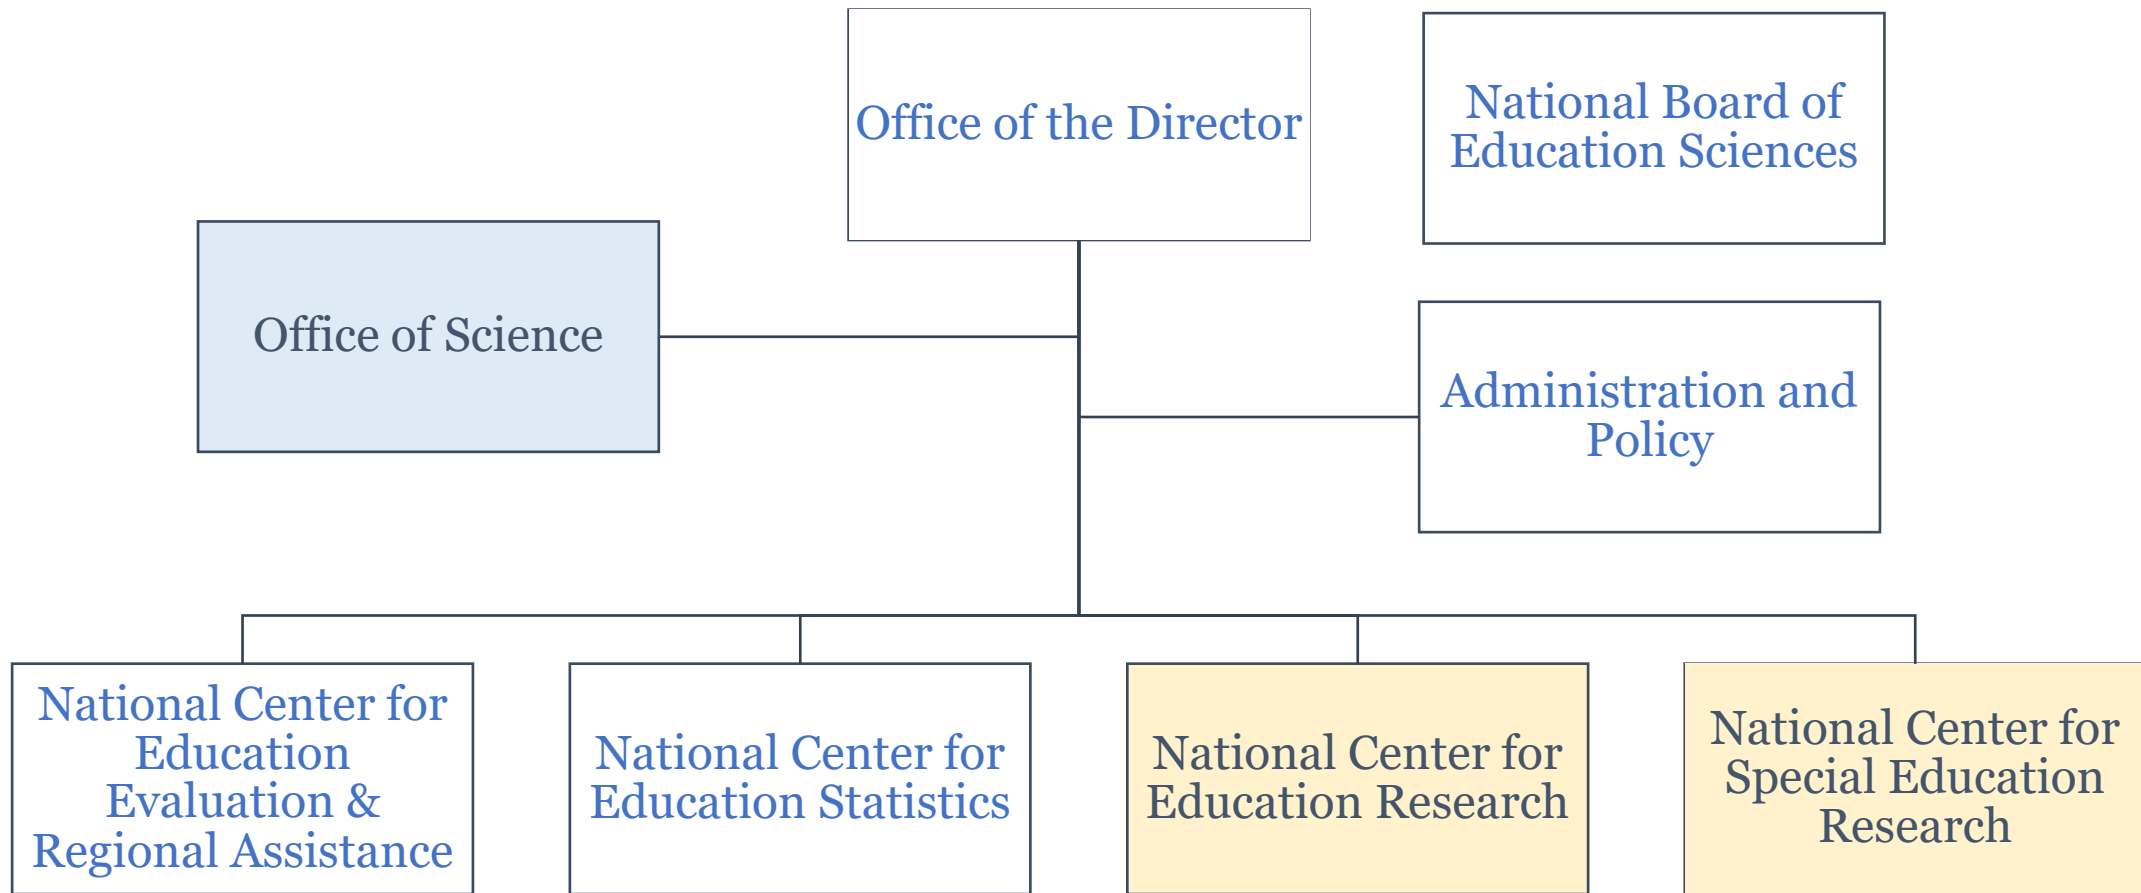 Office of the Director
National Board of
Education Sciences
Office of Science
Administration and
Policy
National Center for
Education
Evaluation &
Regional Assistance
National Center for
Education Statistics
National Center for
Education Research
National Center for
Special Education
Research